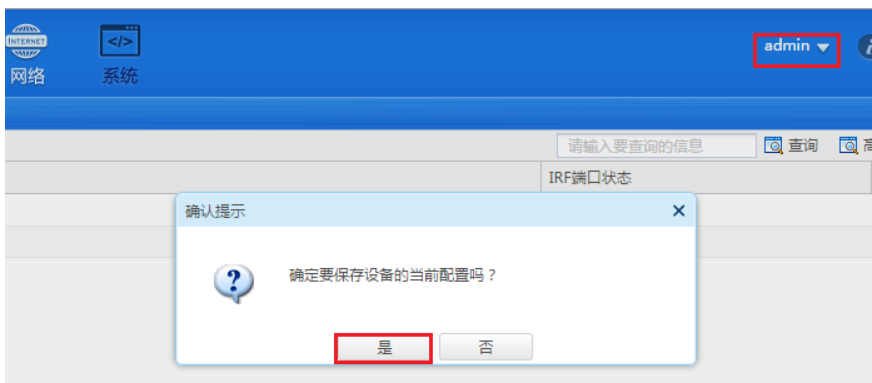 INTERNET
</>
admin
网络
系统
请输入要查询的信息
查询
IRF端口状态
确认提示
确定要保存设备的当前配置吗？
是
否